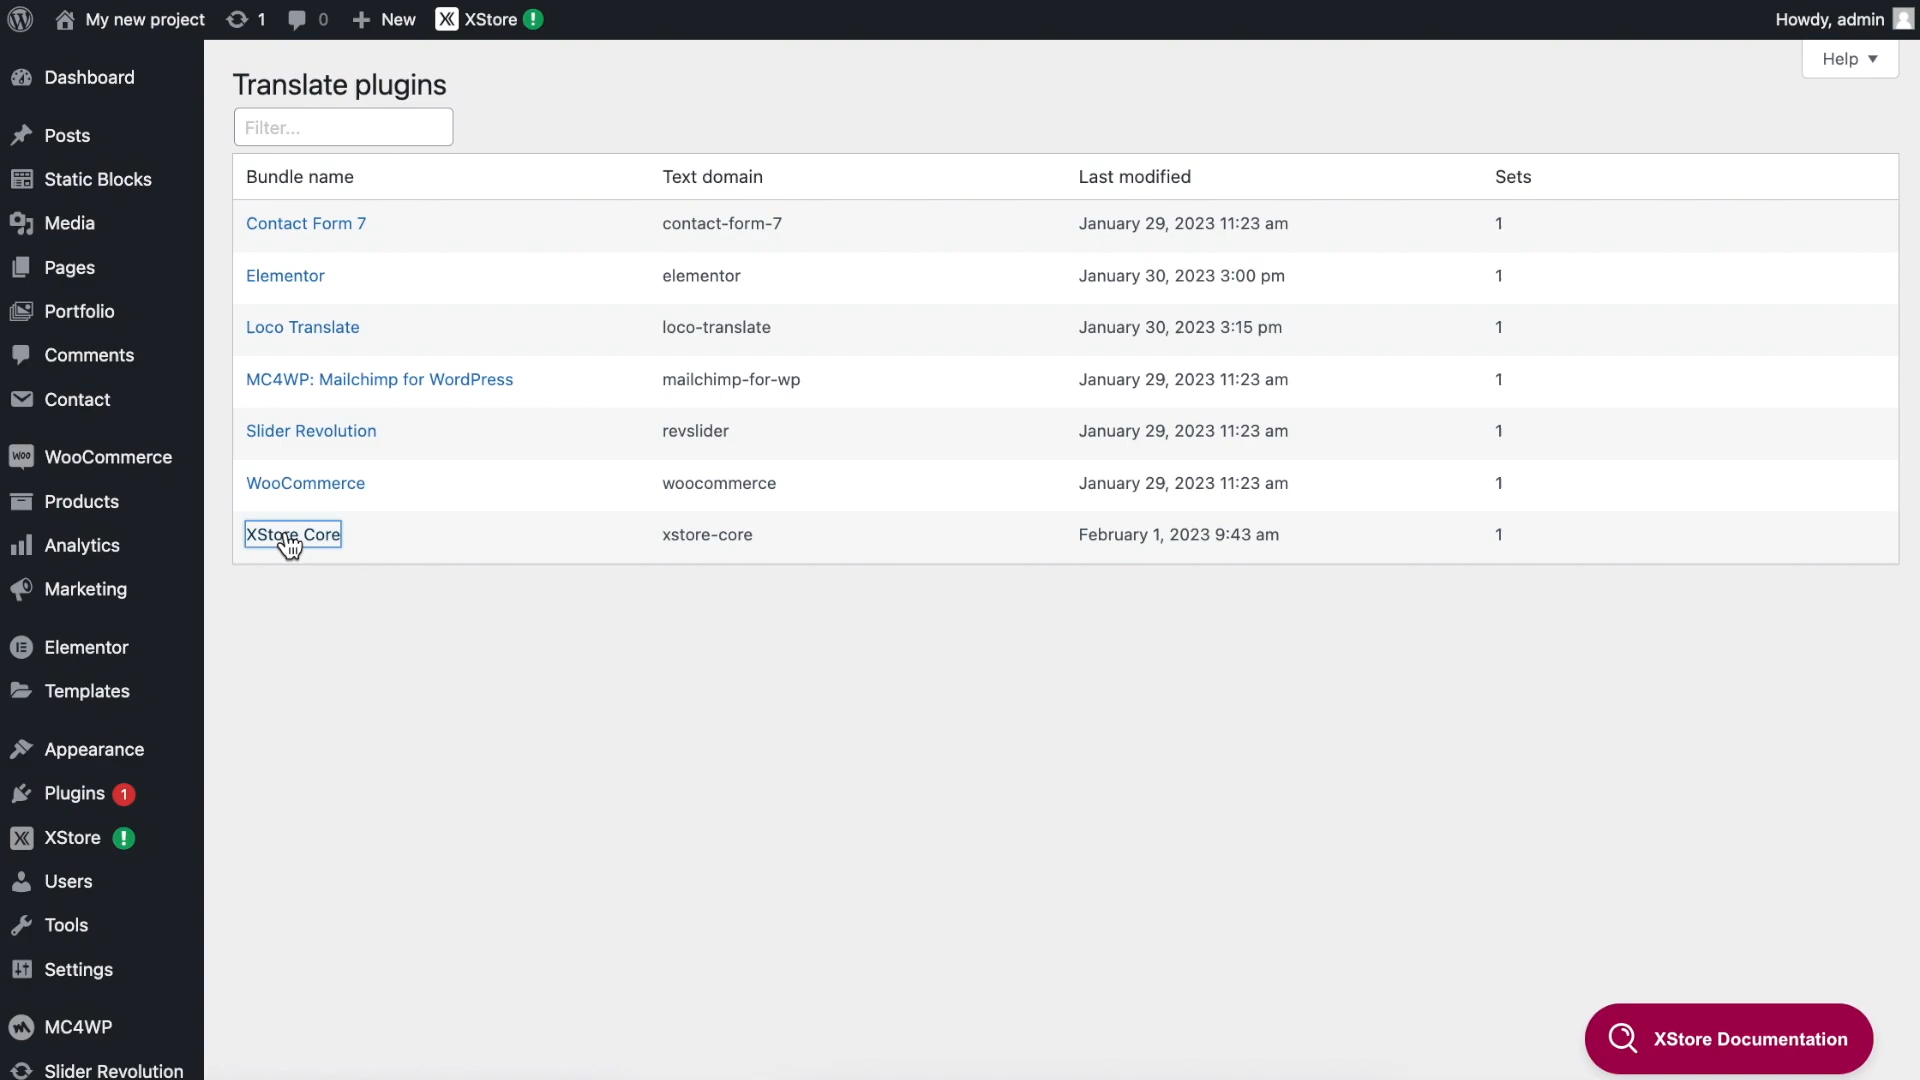 My new project 1 0 New XStore ! Howdy, admin
Help ▼
Dashboard
Posts
Static Blocks
Media
Pages
Portfolio
Comments
Contact
WooCommerce
Products
Analytics
Marketing
Elementor
Templates
Appearance
Plugins 1
XStore !
Users
Tools
Settings
MC4WP
Slider Revolution
Translate plugins
Filter...
Bundle name Text domain Last modified Sets
Contact Form 7 contact-form-7 January 29, 2023 11:23 am 1
Elementor elementor January 30, 2023 3:00 pm 1
Loco Translate loco-translate January 30, 2023 3:15 pm 1
MC4WP: Mailchimp for WordPress mailchimp-for-wp January 29, 2023 11:23 am 1
Slider Revolution revslider January 29, 2023 11:23 am 1
WooCommerce woocommerce January 29, 2023 11:23 am 1
XStore Core xstore-core February 1, 2023 9:43 am 1
XStore Documentation